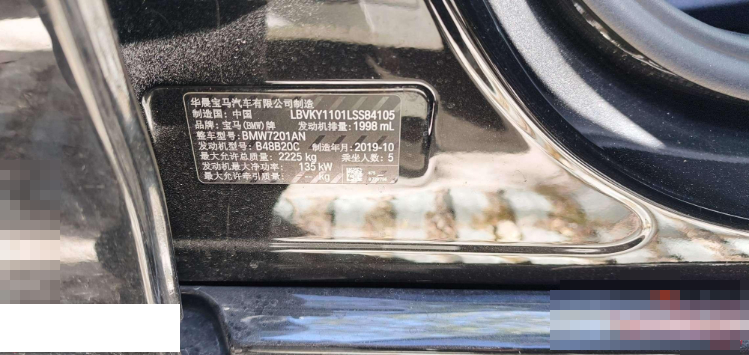 华晨宝马汽车有限公司制造
制造国：中国 LBVKY1101LSS84105
品牌：宝马(BMW)牌 发动机排量：1998 mL
整车型号：BMW7201AN
发动机型号：B48B20C 制造年月：2019-10
最大允许总质量：2225 kg 乘坐人数：5
发动机最大净功率：135 kW
最大允许牵引质量：-- kg